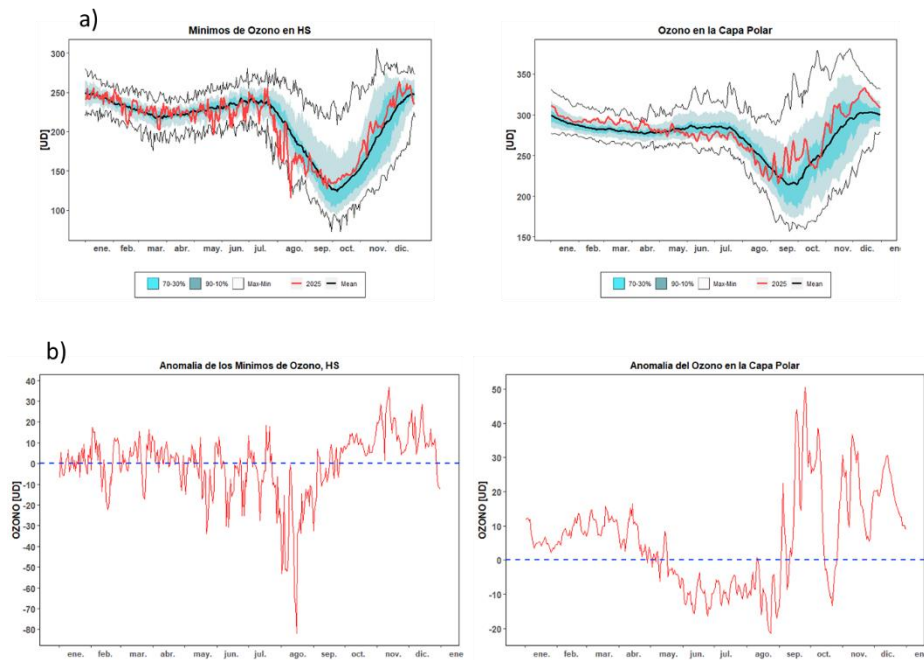 a)
Mínimos de Ozono en HS
[UD]
300
250
200
150
100
ene. feb. mar. abr. may. jun. jul. ago. sep. oct. nov. dic.
70-30% 90-10% Max-Min 2025 Mean
Ozono en la Capa Polar
[UD]
350
300
250
200
150
ene. feb. mar. abr. may. jun. jul. ago. sep. oct. nov. dic. ene
70-30% 90-10% Max-Min 2025 Mean
b)
Anomalia de los Minimos de Ozono, HS
OZONO [UD]
40
30
20
10
0
-10
-20
-30
-40
-50
-60
-70
-80
ene. feb. mar. abr. may. jun. jul. ago. sep. oct. nov. dic. ene
Anomalia del Ozono en la Capa Polar
OZONO [UD]
50
40
30
20
10
0
-10
-20
ene. feb. mar. abr. may. jun. jul. ago. sep. oct. nov. dic. ene